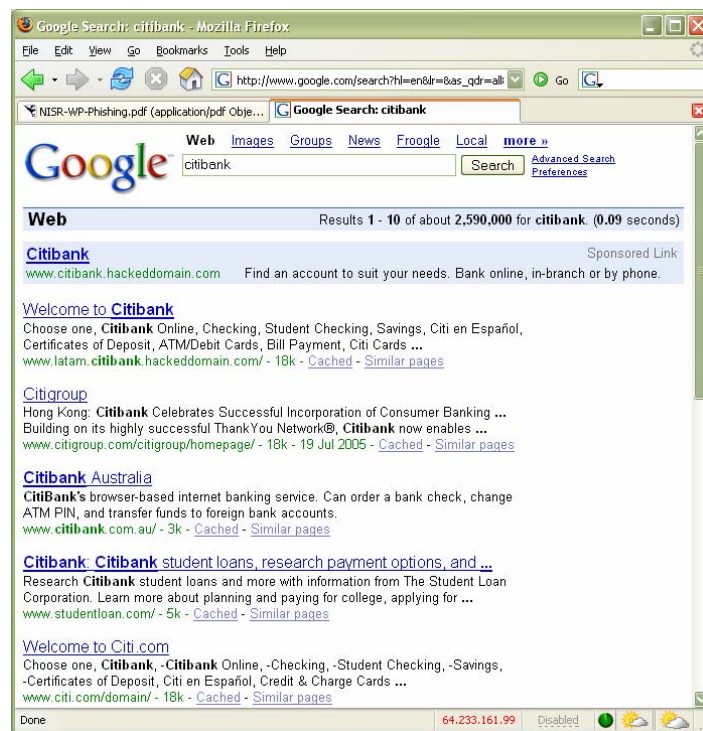 Google Search: citibank - Mozilla Firefox
File Edit View Go Bookmarks Tools Help
http://www.google.com/search?hl=en&lr=&as_qdr=all Go
NISR-WP-Phishing.pdf (application/pdf Obje... Google Search: citibank
Web Images Groups News Froogle Local more »
Google™
citibank Search Advanced Search
Preferences
Web Results 1 - 10 of about 2,590,000 for citibank. (0.09 seconds)
Citibank Sponsored Link
www.citibank.hackeddomain.com Find an account to suit your needs. Bank online, in-branch or by phone.
Welcome to Citibank
Choose one, Citibank Online, Checking, Student Checking, Savings, Citi en Español,
Certificates of Deposit, ATM/Debit Cards, Bill Payment, Citi Cards ...
www.latam.citibank.hackeddomain.com/ - 18k - Cached - Similar pages
Citigroup
Hong Kong: Citibank Celebrates Successful Incorporation of Consumer Banking ...
Building on its highly successful ThankYou Network®, Citibank now enables ...
www.citigroup.com/citigroup/homepage/ - 18k - 19 Jul 2005 - Cached - Similar pages
Citibank Australia
CitiBank's browser-based internet banking service. Can order a bank check, change
ATM PIN, and transfer funds to foreign bank accounts.
www.citibank.com.au/ - 3k - Cached - Similar pages
Citibank: Citibank student loans, research payment options, and ...
Research Citibank student loans and more with information from The Student Loan
Corporation. Learn more about planning and paying for college, applying for ...
www.studentloan.com/ - 5k - Cached - Similar pages
Welcome to Citi.com
Choose one, Citibank, -Citibank Online, -Checking, -Student Checking, -Savings,
-Certificates of Deposit, Citi en Español, Credit & Charge Cards ...
www.citi.com/domain/ - 18k - Cached - Similar pages
Done 64.233.161.99 Disabled